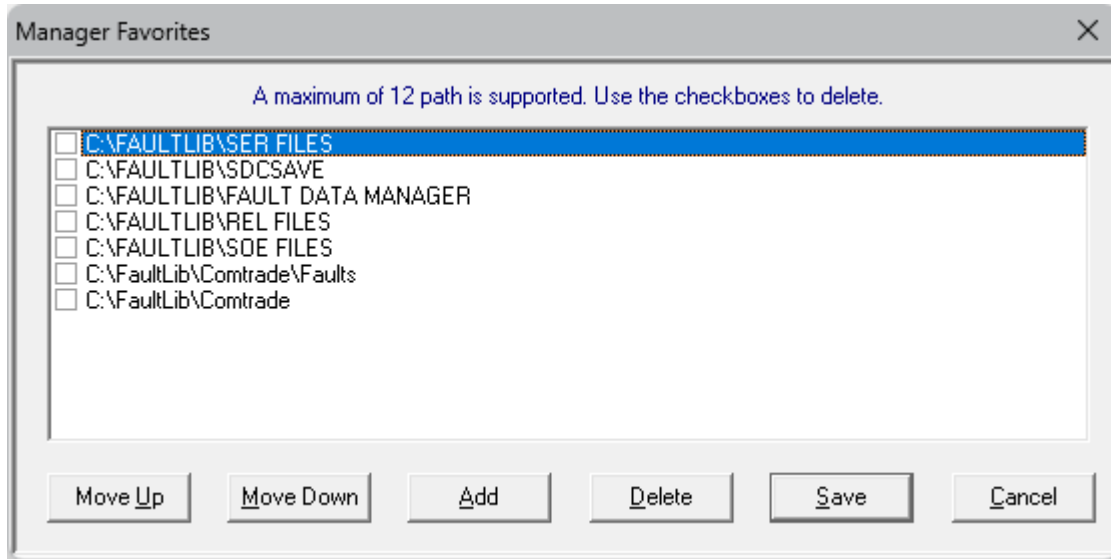 Manager Favorites
A maximum of 12 path is supported. Use the checkboxes to delete.
C:\FAULTLIB\SER FILES
C:\FAULTLIB\SDCSAVE
C:\FAULTLIB\FAULT DATA MANAGER
C:\FAULTLIB\REL FILES
C:\FAULTLIB\SOE FILES
C:\FaultLib\Comtrade\Faults
C:\FaultLib\Comtrade
Move Up Move Down Add Delete Save Cancel